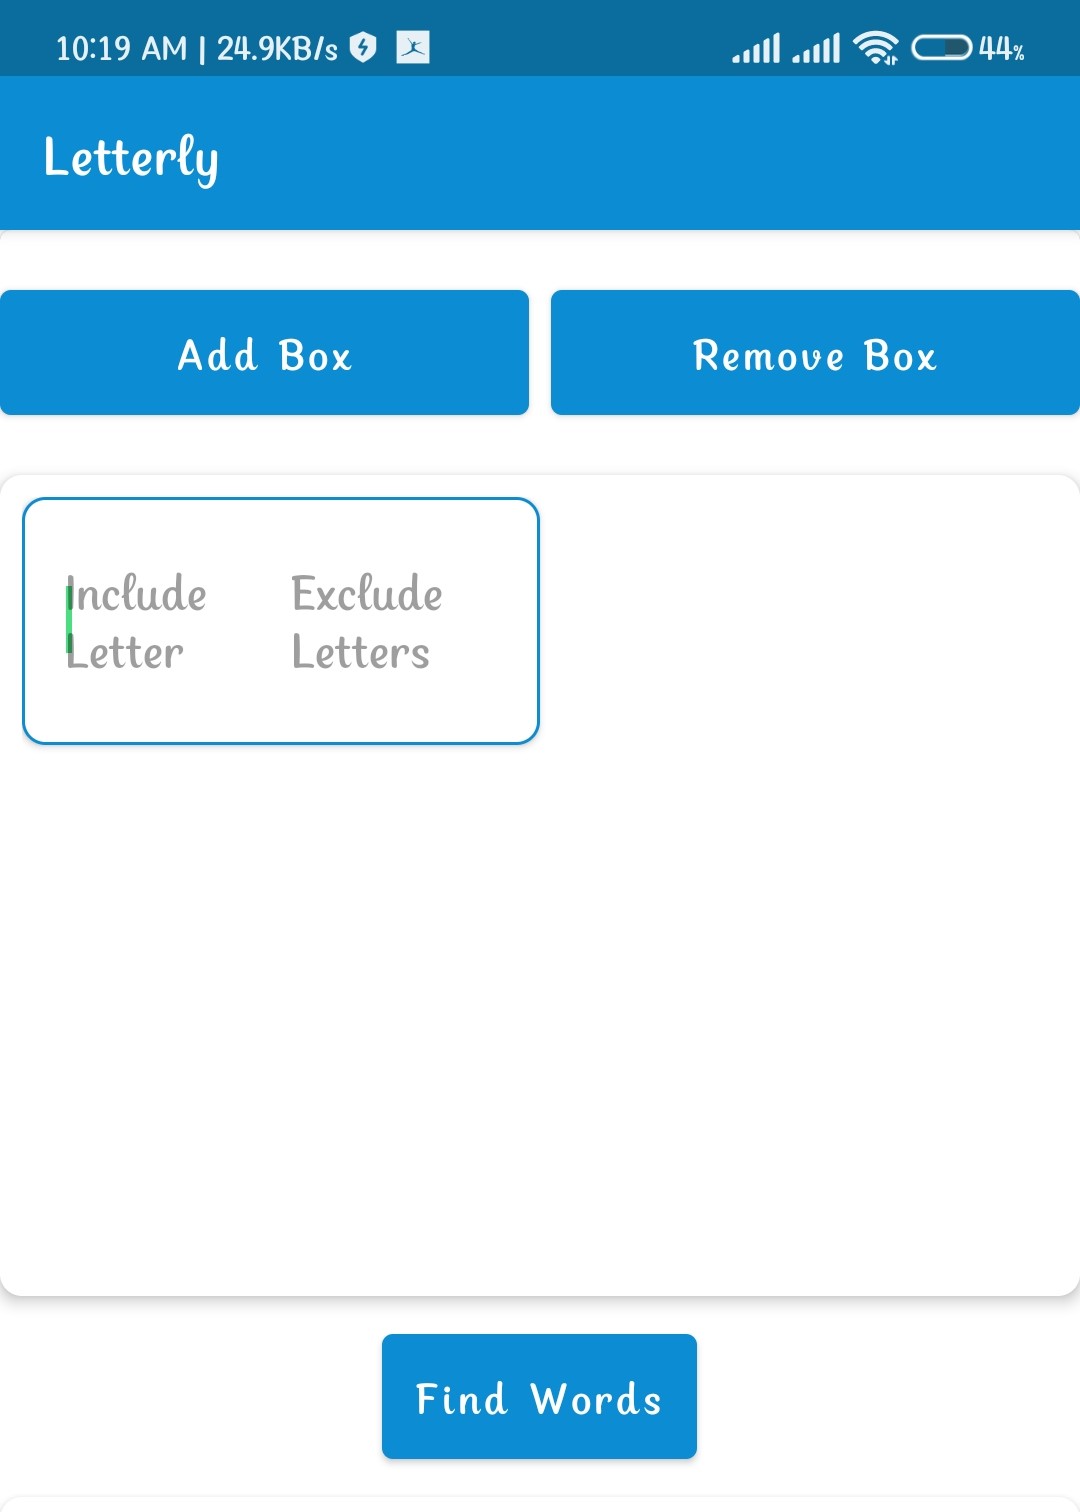 10:19 AM | 24.9KB/s 44%
Letterly
Add Box Remove Box
Include Exclude
Letter Letters
Find Words